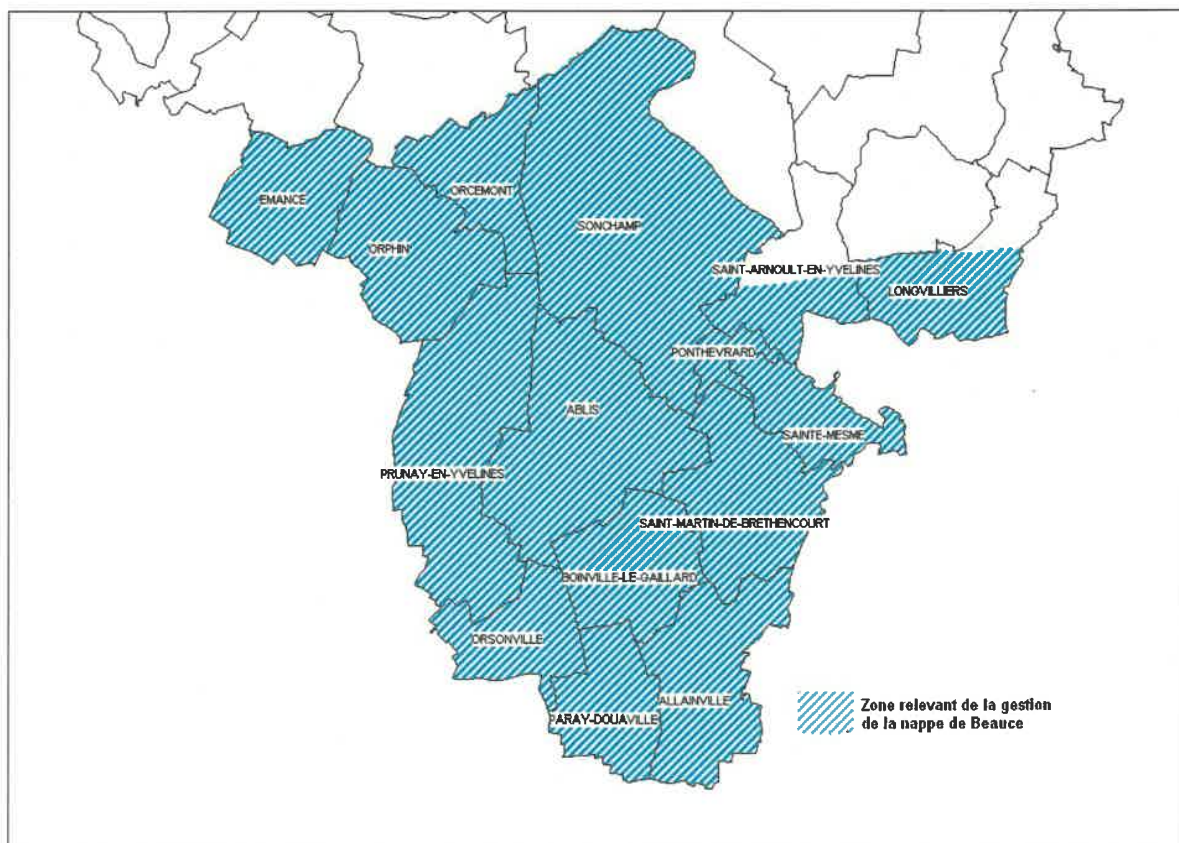 ORCEMONT
EMANCE
SONCHAMP
ORPHIN
SAINT-ARNOULT-EN-YVELINES
LONGVILLIERS
PONTHEVRARD
ABLIS
SAINTE-MESME
PRUNAY-EN-YVELINES
SAINT-MARTIN-DE-BRETHENCOURT
BOINVILLE-LE-GAILLARD
ORSONVILLE
ALLAINVILLE
PARAY-DOUAVILLE
Zone relevant de la gestion
de la nappe de Beauce